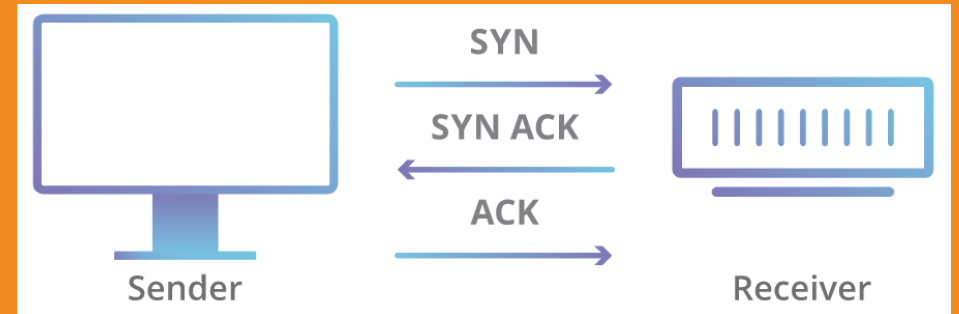 SYN
SYN ACK
ACK
Sender
Receiver